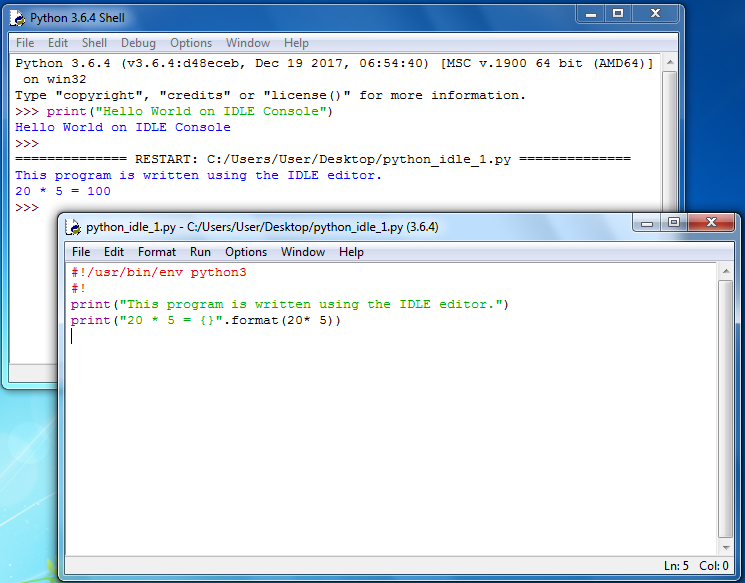 Python 3.6.4 Shell
File Edit Shell Debug Options Window Help
Python 3.6.4 (v3.6.4:d48eceb, Dec 19 2017, 06:54:40) [MSC v.1900 64 bit (AMD64)]
 on win32
Type "copyright", "credits" or "license()" for more information.
>>> print("Hello World on IDLE Console")
Hello World on IDLE Console
>>>
============== RESTART: C:/Users/User/Desktop/python_idle_1.py ==============
This program is written using the IDLE editor.
20 * 5 = 100
>>>
python_idle_1.py - C:/Users/User/Desktop/python_idle_1.py (3.6.4)
File Edit Format Run Options Window Help
#!/usr/bin/env python3
#!
print("This program is written using the IDLE editor.")
print("20 * 5 = {}".format(20* 5))
Ln: 5 Col: 0